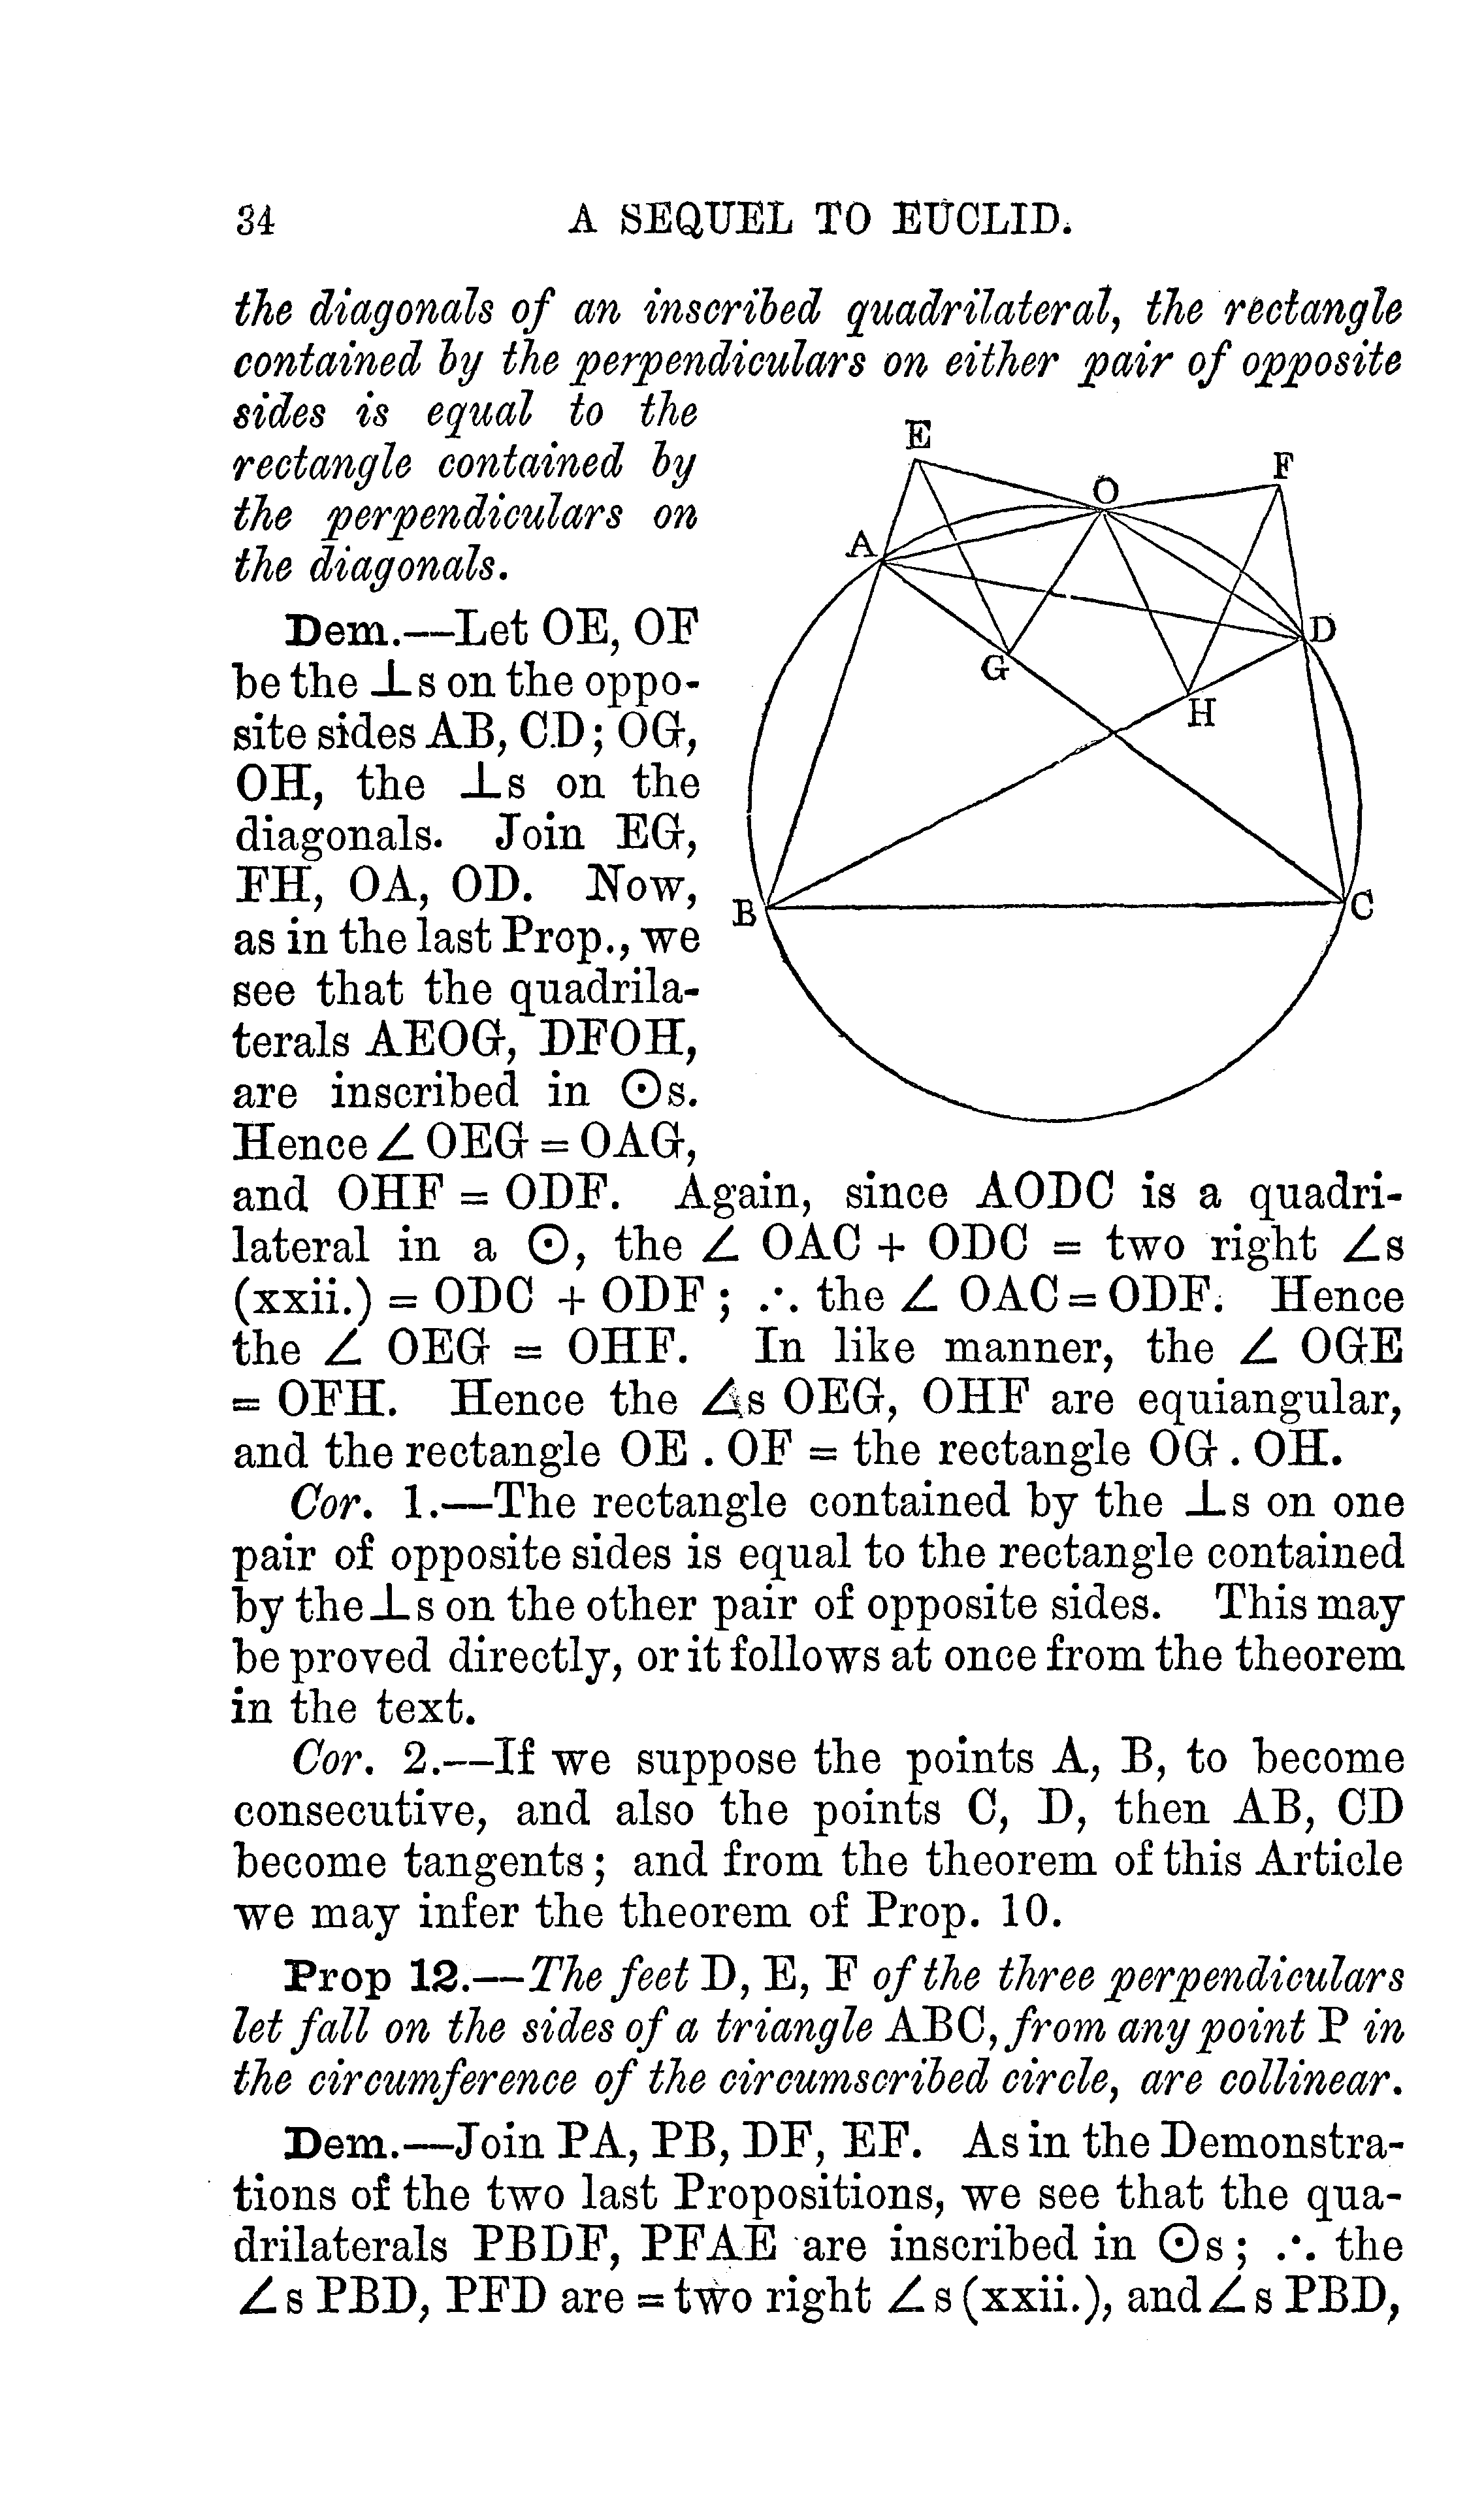 34 A SEQUEL TO EUCLID.
the diagonals of an inscribed quadrilateral, the rectangle
contained by the perpendiculars on either pair of opposite
sides is equal to the
rectangle contained by
the perpendiculars on
the diagonals.
Dem.—Let OE, OF
be the ⊥s on the oppo-
site sides AB, CD; OG,
OH, the ⊥s on the
diagonals. Join EG,
FH, OA, OD. Now,
as in the last Prop., we
see that the quadrila-
terals AEOG, DFOH,
are inscribed in ⊙s.
Hence ∠ OEG = OAG,
E
F
O
A
D
G
H
B
C
and OHF = ODF. Again, since AODC is a quadri-
lateral in a ⊙, the ∠ OAC + ODC = two right ∠s
(xxii.) = ODC + ODF; ∴ the ∠ OAC = ODF. Hence
the ∠ OEG = OHF. In like manner, the ∠ OGE
= OFH. Hence the △s OEG, OHF are equiangular,
and the rectangle OE . OF = the rectangle OG . OH.
Cor. 1.—The rectangle contained by the ⊥s on one
pair of opposite sides is equal to the rectangle contained
by the ⊥s on the other pair of opposite sides. This may
be proved directly, or it follows at once from the theorem
in the text.
Cor. 2.—If we suppose the points A, B, to become
consecutive, and also the points C, D, then AB, CD
become tangents; and from the theorem of this Article
we may infer the theorem of Prop. 10.
Prop 12.—The feet D, E, F of the three perpendiculars
let fall on the sides of a triangle ABC, from any point P in
the circumference of the circumscribed circle, are collinear.
Dem.—Join PA, PB, DF, EF. As in the Demonstra-
tions of the two last Propositions, we see that the qua-
drilaterals PBDF, PFAE are inscribed in ⊙s; ∴ the
∠s PBD, PFD are = two right ∠s (xxii.), and ∠s PBD,